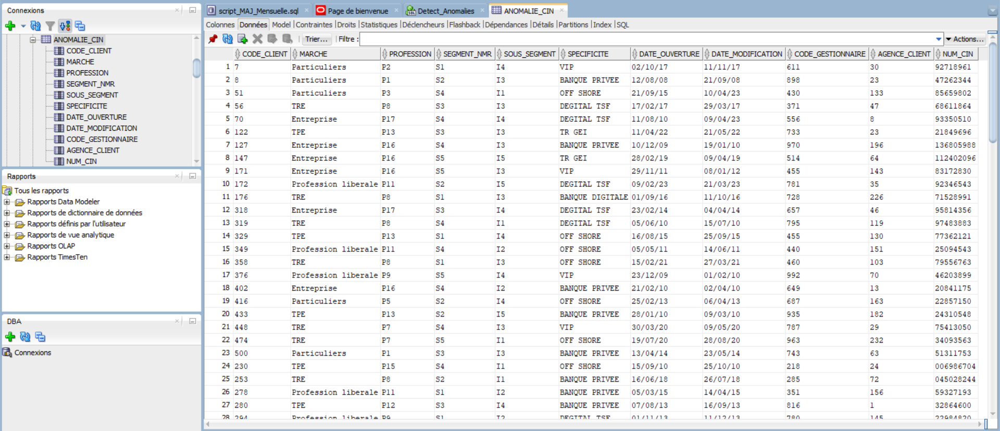 Connexions
ANOMALIE_CIN
CODE_CLIENT
MARCHE
PROFESSION
SEGMENT_NMR
SOUS_SEGMENT
SPECIFICITE
DATE_OUVERTURE
DATE_MODIFICATION
CODE_GESTIONNAIRE
AGENCE_CLIENT
NUM_CIN
Rapports
Tous les rapports
Rapports Data Modeler
Rapports de dictionnaire de données
Rapports définis par l'utilisateur
Rapports de vue analytique
Rapports OLAP
Rapports TimesTen
DBA
Connexions
script_MAJ_Mensuelle.sql Page de bienvenue Detect_Anomalies ANOMALIE_CIN
Colonnes Données Model |Contraintes |Droits |Statistiques |Déclencheurs |Flashback |Dépendances |Détails |Partitions |Index |SQL
Trier... Filtre : Actions...
CODE_CLIENT MARCHE PROFESSION SEGMENT_NMR SOUS_SEGMENT SPECIFICITE DATE_OUVERTURE DATE_MODIFICATION CODE_GESTIONNAIRE AGENCE_CLIENT NUM_CIN
1 7 Particuliers P2 S1 I4 VIP 02/10/17 11/11/17 611 30 92718961
2 8 Particuliers P1 S2 I3 BANQUE PRIVEE 12/08/08 21/09/08 898 23 47262344
3 51 Particuliers P3 S4 I1 OFF SHORE 21/09/15 10/04/23 430 133 85659802
4 56 TRE P8 S3 I3 DEGITAL TSF 17/02/17 29/03/17 371 47 68611864
5 70 Entreprise P17 S4 I4 DEGITAL TSF 11/08/10 09/04/23 556 8 93350510
6 122 TPE P13 S3 I3 TR GEI 11/04/22 21/05/22 733 23 21849696
7 127 Entreprise P16 S4 I3 BANQUE PRIVEE 10/12/09 19/01/10 970 196 136805988
8 147 Entreprise P16 S5 I5 TR GEI 28/02/19 09/04/19 514 64 112402096
9 171 Entreprise P16 S5 I3 VIP 29/11/11 08/01/12 455 143 83172830
10 172 Profession liberale P11 S2 I5 DEGITAL TSF 09/02/23 21/03/23 781 35 92346543
11 176 TRE P8 S1 I3 BANQUE DIGITALE 01/09/16 11/10/16 728 226 71528991
12 318 Entreprise P17 S3 I4 DEGITAL TSF 23/02/14 04/04/14 657 46 95814356
13 319 TRE P8 S4 I1 DEGITAL TSF 05/06/10 15/07/10 795 119 97483883
14 329 TPE P13 S1 I4 OFF SHORE 16/08/15 25/09/15 455 130 77362121
15 349 Profession liberale P11 S4 I2 OFF SHORE 05/05/11 14/06/11 440 151 25094543
16 358 TRE P8 S1 I3 OFF SHORE 15/02/21 27/03/21 460 103 79556763
17 376 Profession liberale P9 S5 I4 VIP 23/12/09 01/02/10 992 70 46203899
18 402 Entreprise P16 S4 I2 BANQUE PRIVEE 21/02/10 02/04/10 649 13 20841175
19 416 Particuliers P5 S2 I4 OFF SHORE 25/02/13 06/04/13 687 163 22857150
20 433 TPE P13 S2 I5 BANQUE PRIVEE 28/01/10 09/03/10 935 182 24310548
21 448 TRE P7 S4 I3 VIP 30/03/20 09/05/20 787 29 75413050
22 474 TRE P7 S5 I1 OFF SHORE 19/07/20 28/08/20 963 232 34093563
23 500 Particuliers P1 S3 I3 BANQUE PRIVEE 13/04/14 23/05/14 743 63 51311753
24 230 TPE P15 S4 I1 OFF SHORE 15/09/10 25/10/10 218 24 006986704
25 253 TRE P8 S2 I1 BANQUE PRIVEE 16/06/18 26/07/18 285 72 045028244
26 278 Profession liberale P11 S1 I2 BANQUE PRIVEE 05/03/15 14/04/15 351 156 59327193
27 280 TPE P12 S3 I4 BANQUE PRIVEE 07/08/13 16/09/13 816 1 32864600
28 294 Profession liberale P9 S1 I2 DEGITAL TSF 01/11/13 11/12/13 780 145 22984820